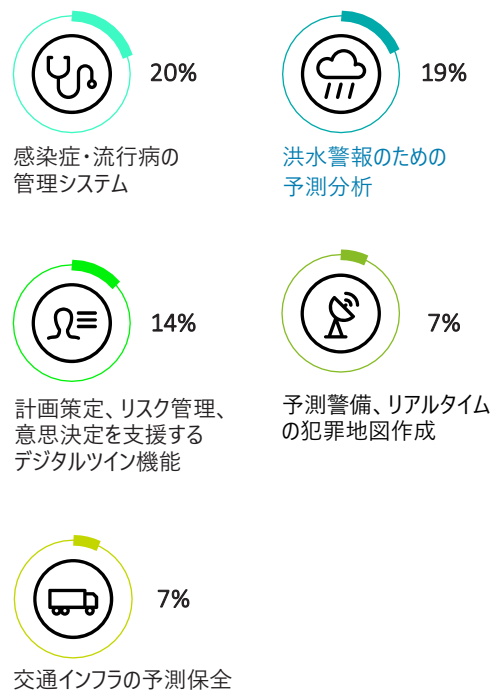 20%
感染症・流行病の
管理システム
19%
洪水警報のための
予測分析
14%
計画策定、リスク管理、
意思決定を支援する
デジタルツイン機能
7%
予測警備、リアルタイム
の犯罪地図作成
7%
交通インフラの予測保全